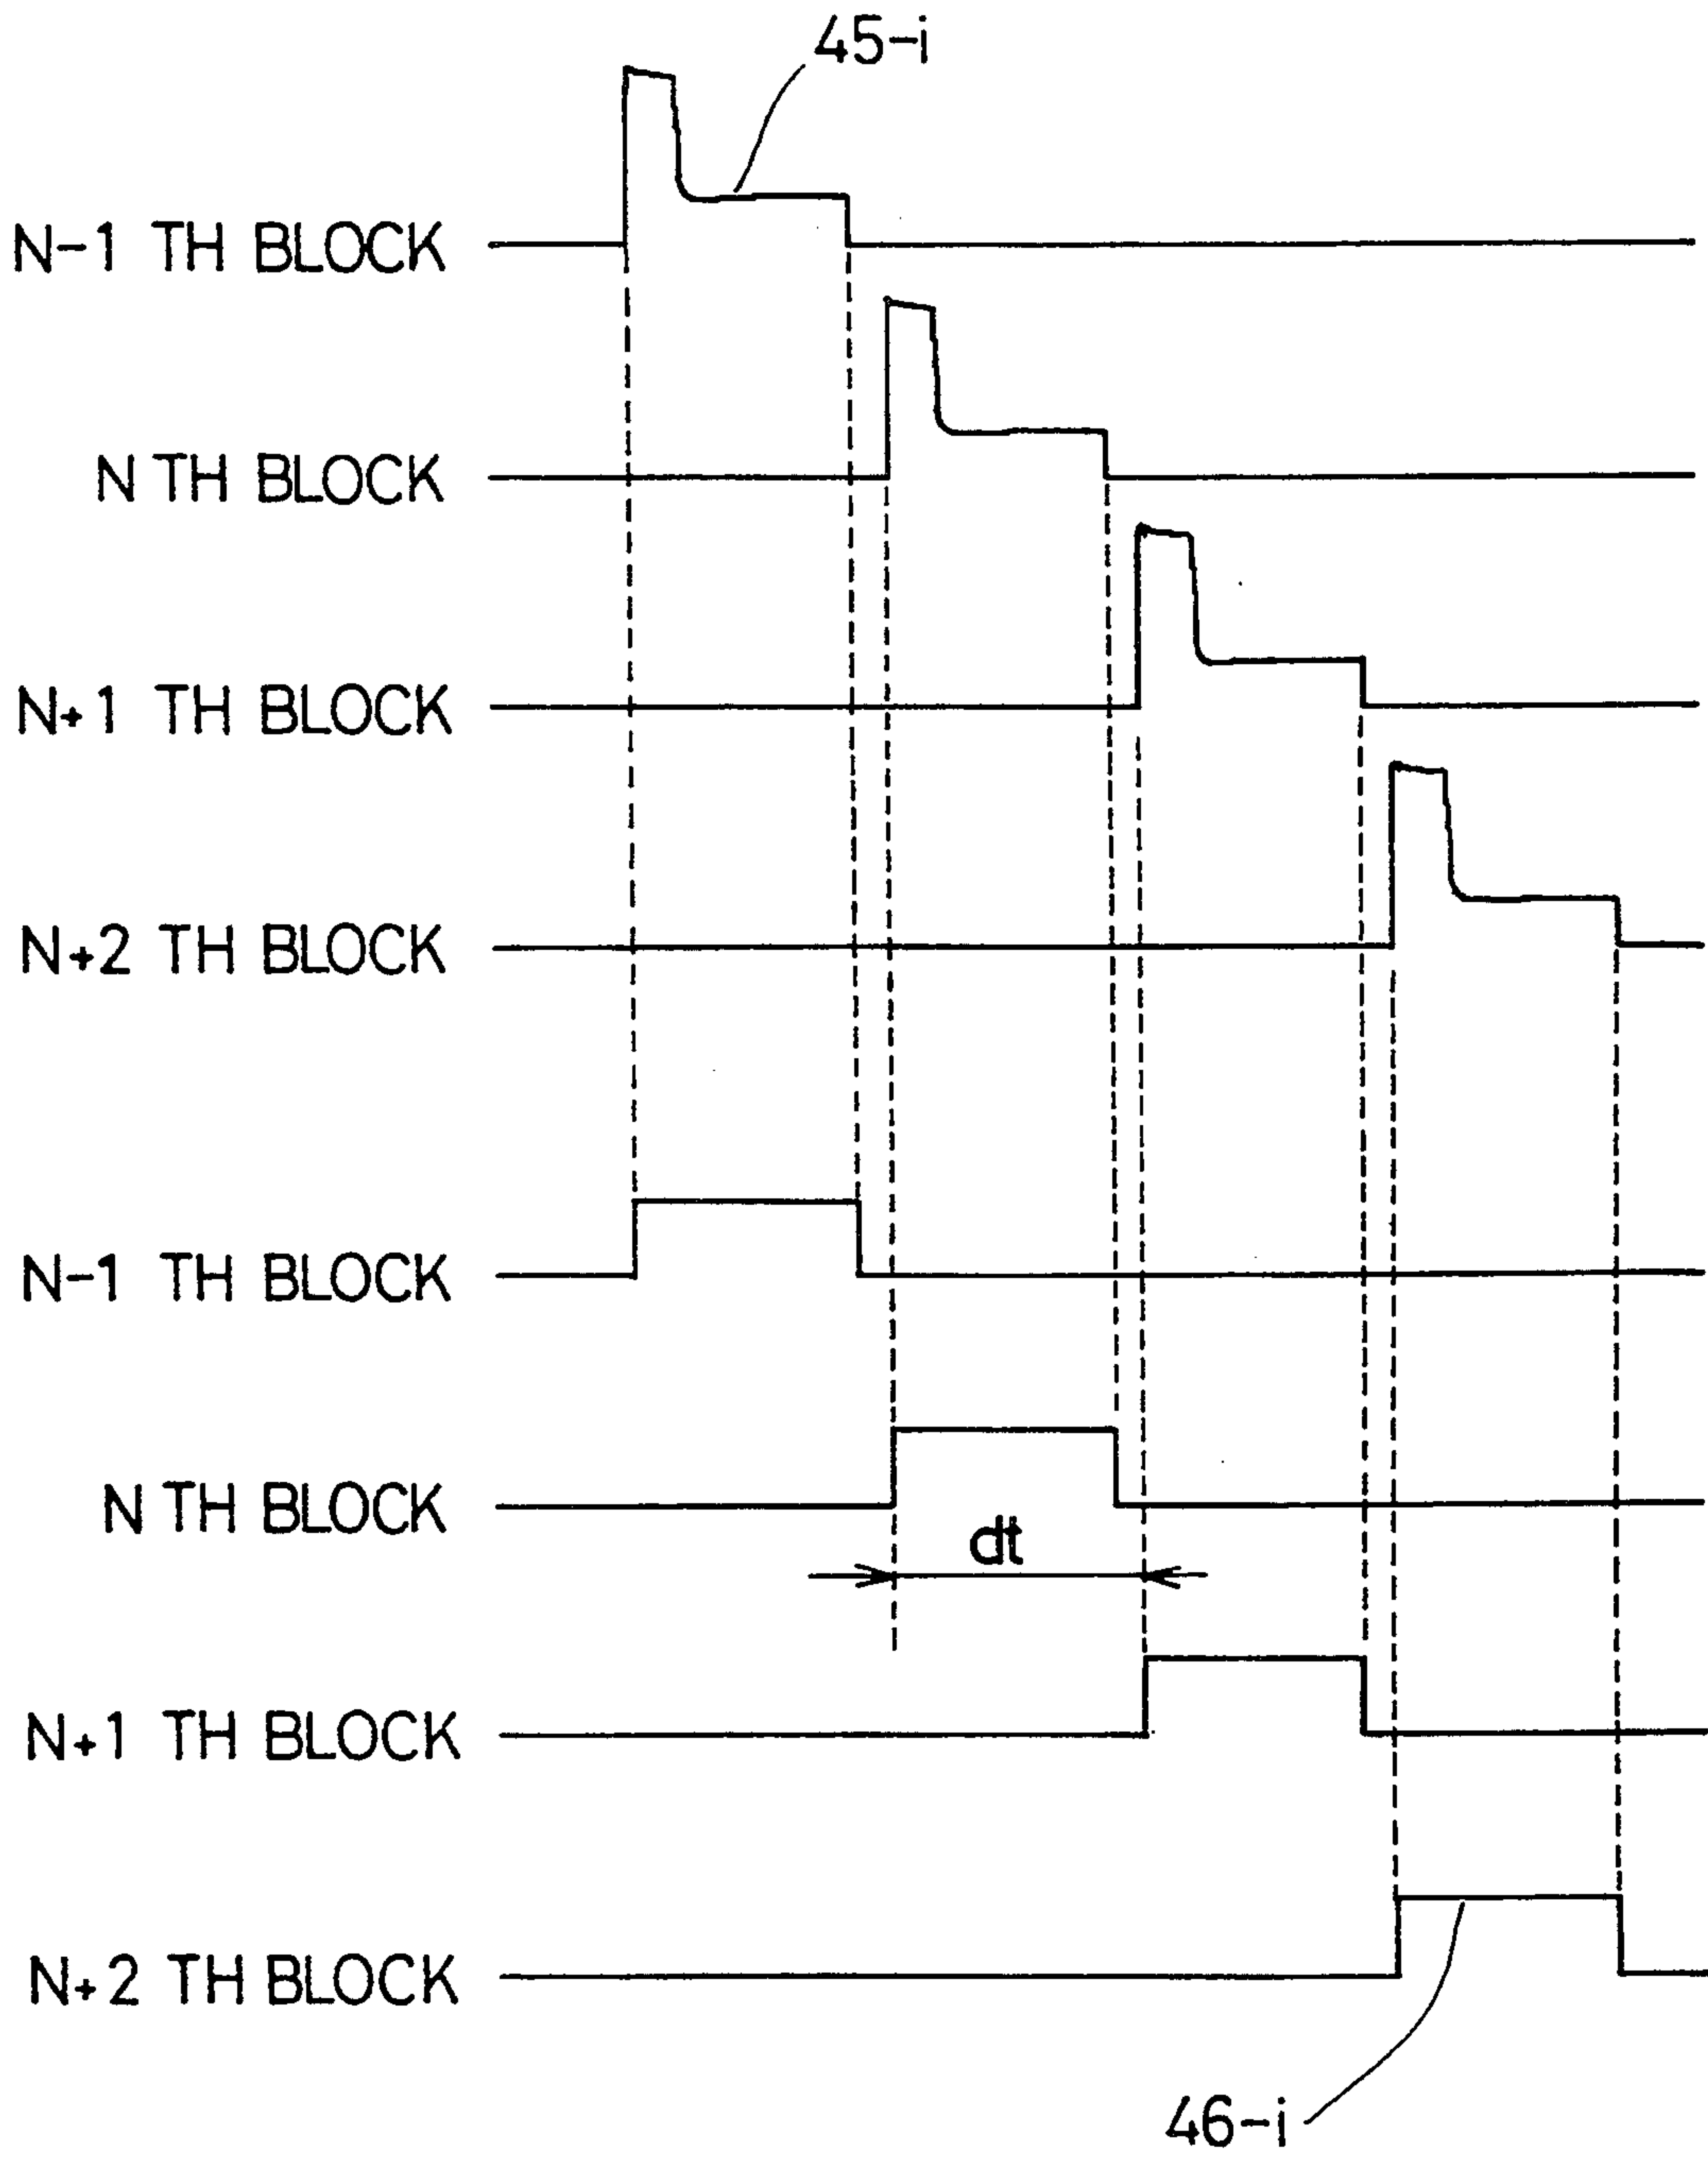 45-i
N-1 TH BLOCK
N TH BLOCK
N+1 TH BLOCK
N+2 TH BLOCK
N-1 TH BLOCK
N TH BLOCK
dt
N+1 TH BLOCK
N+2 TH BLOCK
46-i